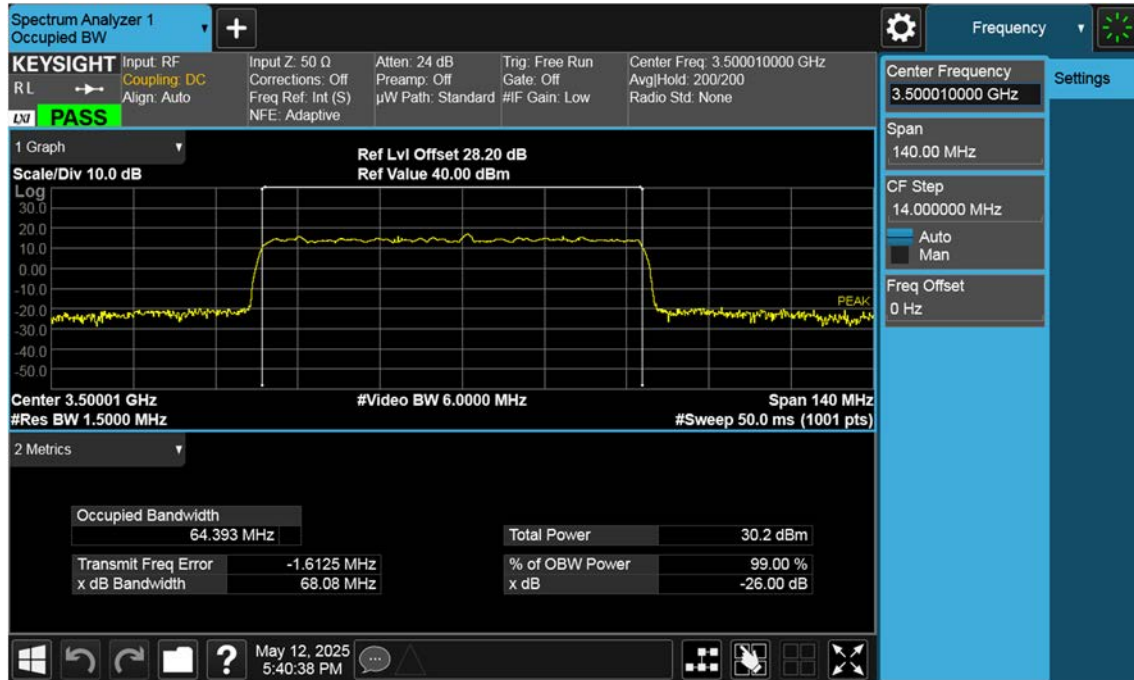 Spectrum Analyzer 1
Occupied BW
+
Frequency
KEYSIGHT
RL
LXI PASS
Input: RF
Coupling: DC
Align: Auto
Input Z: 50 Ω
Corrections: Off
Freq Ref: Int (S)
NFE: Adaptive
Atten: 24 dB
Preamp: Off
µW Path: Standard
Trig: Free Run
Gate: Off
#IF Gain: Low
Center Freq: 3.500010000 GHz
Avg|Hold: 200/200
Radio Std: None
Center Frequency
3.500010000 GHz
Settings
Span
140.00 MHz
CF Step
14.000000 MHz
Auto
Man
Freq Offset
0 Hz
1 Graph
Scale/Div 10.0 dB
Ref Lvl Offset 28.20 dB
Ref Value 40.00 dBm
Log
30.0
20.0
10.0
0.00
-10.0
-20.0
-30.0
-40.0
-50.0
PEAK
Center 3.50001 GHz
#Video BW 6.0000 MHz
Span 140 MHz
#Res BW 1.5000 MHz
#Sweep 50.0 ms (1001 pts)
2 Metrics
Occupied Bandwidth
64.393 MHz
Total Power 30.2 dBm
Transmit Freq Error -1.6125 MHz
% of OBW Power 99.00 %
x dB Bandwidth 68.08 MHz
x dB -26.00 dB
?
May 12, 2025
5:40:38 PM